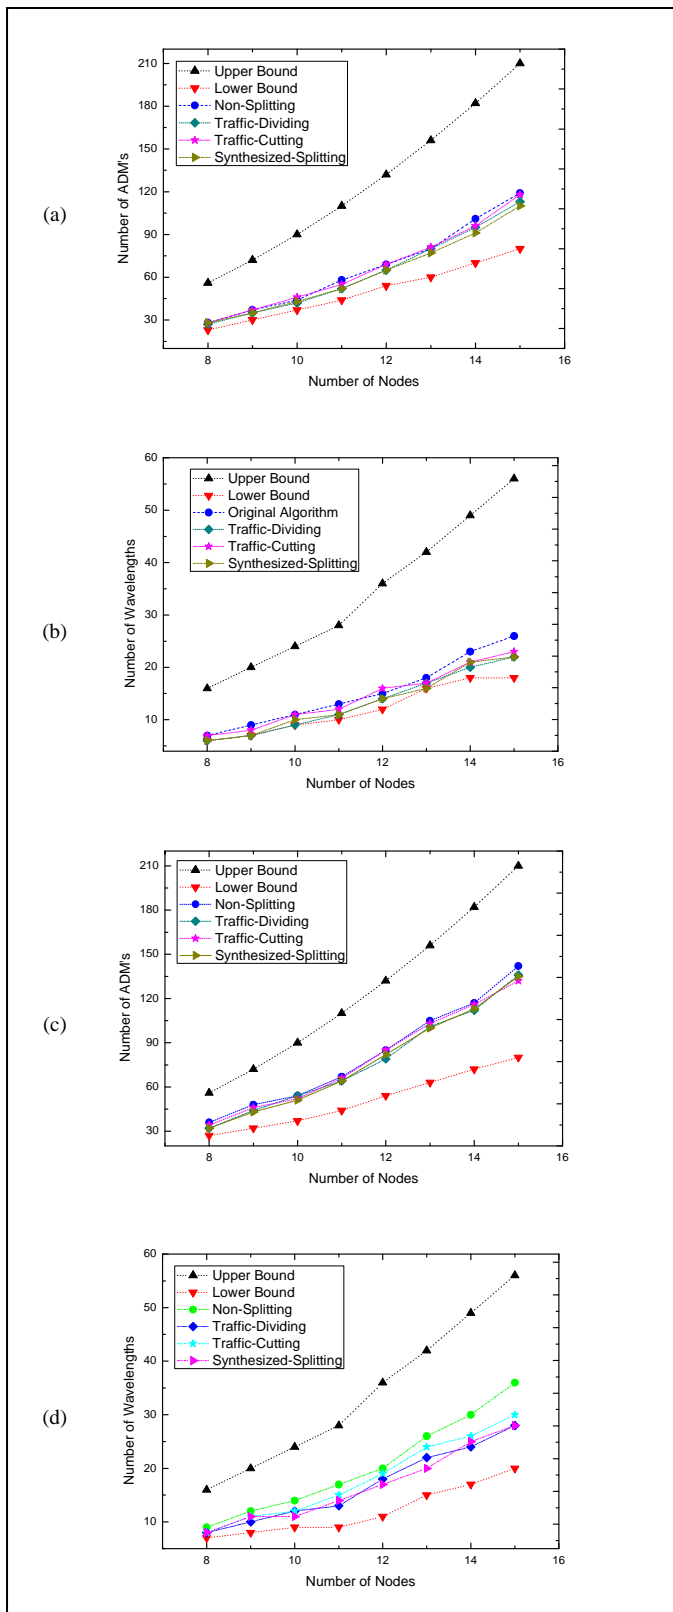 (a)
Number of ADM's
210
180
150
120
90
60
30
Upper Bound
Lower Bound
Non-Splitting
Traffic-Dividing
Traffic-Cutting
Synthesized-Splitting
8
10
12
14
16
Number of Nodes
(b)
Number of Wavelengths
60
50
40
30
20
10
Upper Bound
Lower Bound
Original Algorithm
Traffic-Dividing
Traffic-Cutting
Synthesized-Splitting
8
10
12
14
16
Number of Nodes
(c)
Number of ADM's
210
180
150
120
90
60
30
Upper Bound
Lower Bound
Non-Splitting
Traffic-Dividing
Traffic-Cutting
Synthesized-Splitting
8
10
12
14
16
Number of Nodes
(d)
Number of Wavelengths
60
50
40
30
20
10
Upper Bound
Lower Bound
Non-Splitting
Traffic-Dividing
Traffic-Cutting
Synthesized-Splitting
8
10
12
14
16
Number of Nodes